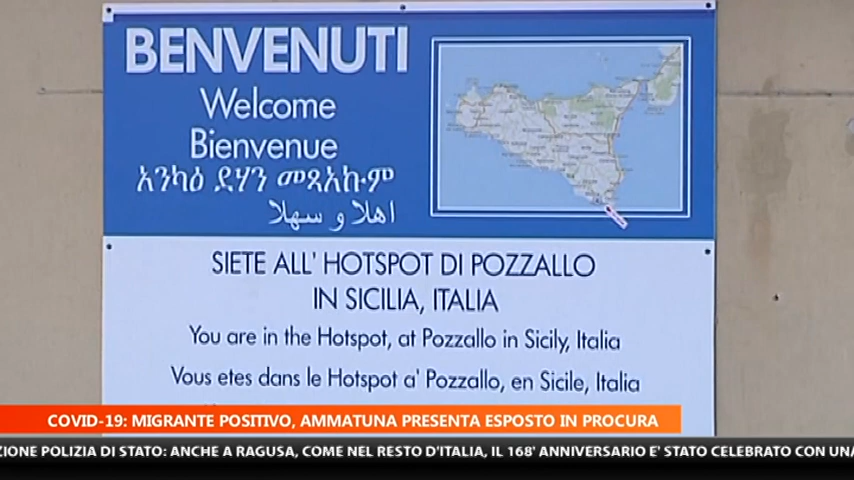 BENVENUTI
Welcome
Bienvenue
እንካዕ ደሃን መጻእኩም
اهلا و سهلا
SIETE ALL' HOTSPOT DI POZZALLO
IN SICILIA, ITALIA
You are in the Hotspot, at Pozzallo in Sicily, Italia
Vous etes dans le Hotspot a' Pozzallo, en Sicile, Italia
COVID-19: MIGRANTE POSITIVO, AMMATUNA PRESENTA ESPOSTO IN PROCURA
ZIONE POLIZIA DI STATO: ANCHE A RAGUSA, COME NEL RESTO D'ITALIA, IL 168' ANNIVERSARIO E' STATO CELEBRATO CON UNA